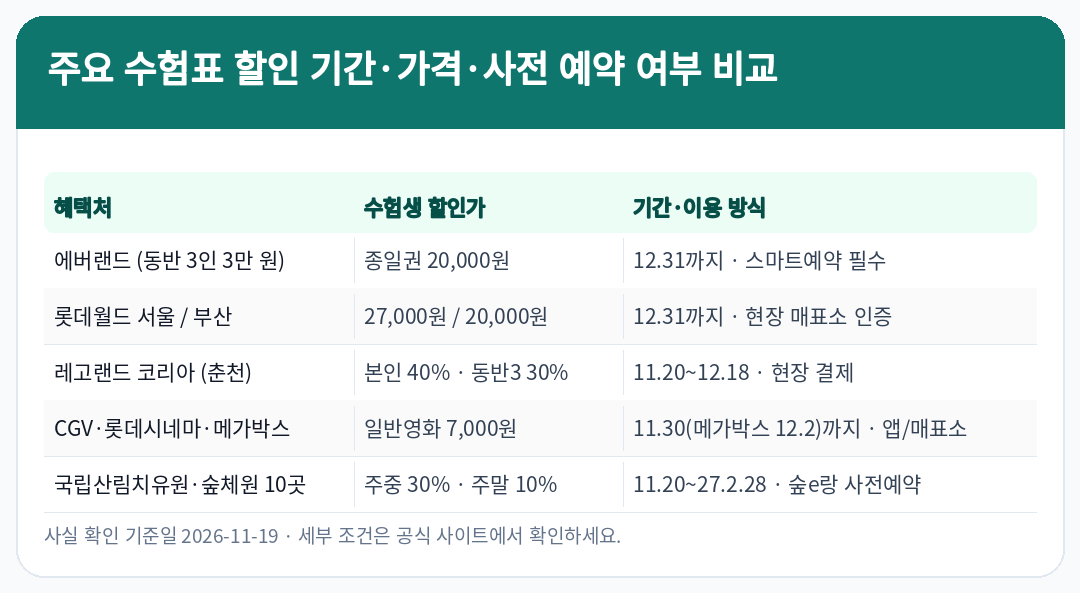 주요 수험표 할인 기간·가격·사전 예약 여부 비교
혜택처 수험생 할인가 기간·이용 방식
에버랜드 (동반 3인 3만 원) 종일권 20,000원 12.31까지 · 스마트예약 필수
롯데월드 서울 / 부산 27,000원 / 20,000원 12.31까지 · 현장 매표소 인증
레고랜드 코리아 (춘천) 본인 40% · 동반3 30% 11.20~12.18 · 현장 결제
CGV·롯데시네마·메가박스 일반영화 7,000원 11.30(메가박스 12.2)까지 · 앱/매표소
국립산림치유원·숲체원 10곳 주중 30% · 주말 10% 11.20~27.2.28 · 숲e랑 사전예약
사실 확인 기준일 2026-11-19 · 세부 조건은 공식 사이트에서 확인하세요.